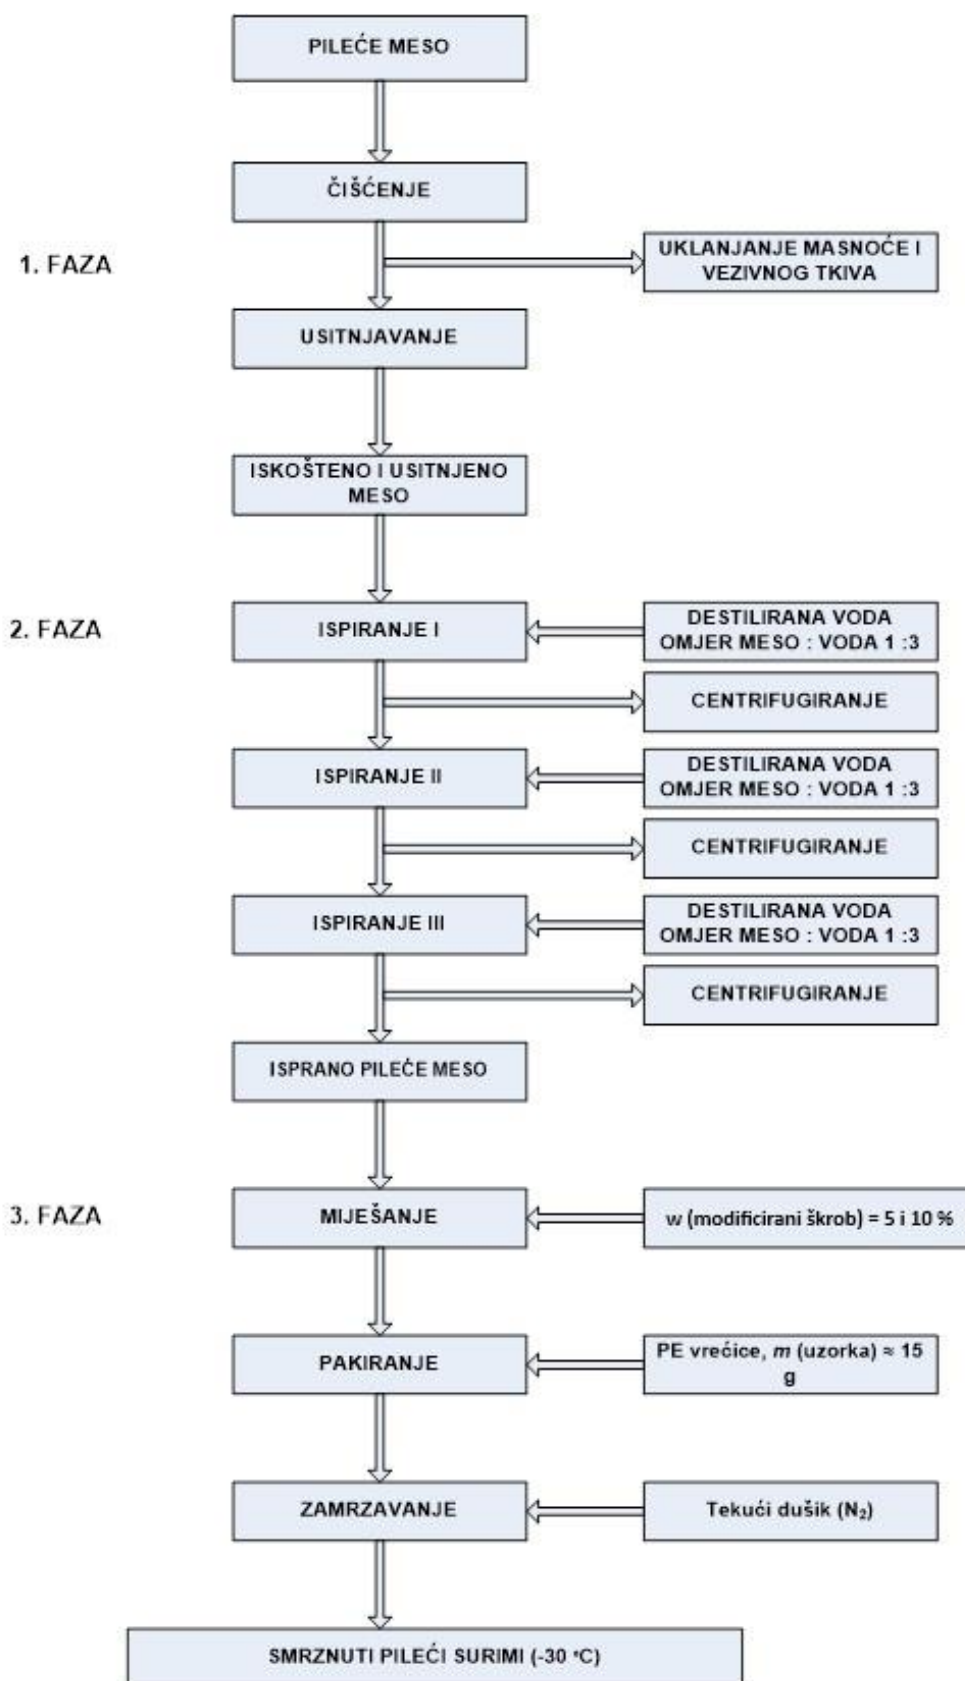 PILEĆE MESO
ČIŠĆENJE
1. FAZA
UKLANJANJE MASNOĆE I
VEZIVNOG TKIVA
USITNJAVANJE
ISKOŠTENO I USITNJENO
MESO
2. FAZA
ISPIRANJE I
DESTILIRANA VODA
OMJER MESO : VODA 1 :3
CENTRIFUGIRANJE
ISPIRANJE II
DESTILIRANA VODA
OMJER MESO : VODA 1 :3
CENTRIFUGIRANJE
ISPIRANJE III
DESTILIRANA VODA
OMJER MESO : VODA 1 :3
CENTRIFUGIRANJE
ISPRANO PILEĆE MESO
3. FAZA
MIJEŠANJE
w (modificirani škrob) = 5 i 10 %
PAKIRANJE
PE vrećice, m (uzorka) ≈ 15
g
ZAMRZAVANJE
Tekući dušik (N₂)
SMRZNUTI PILEĆI SURIMI (-30 °C)